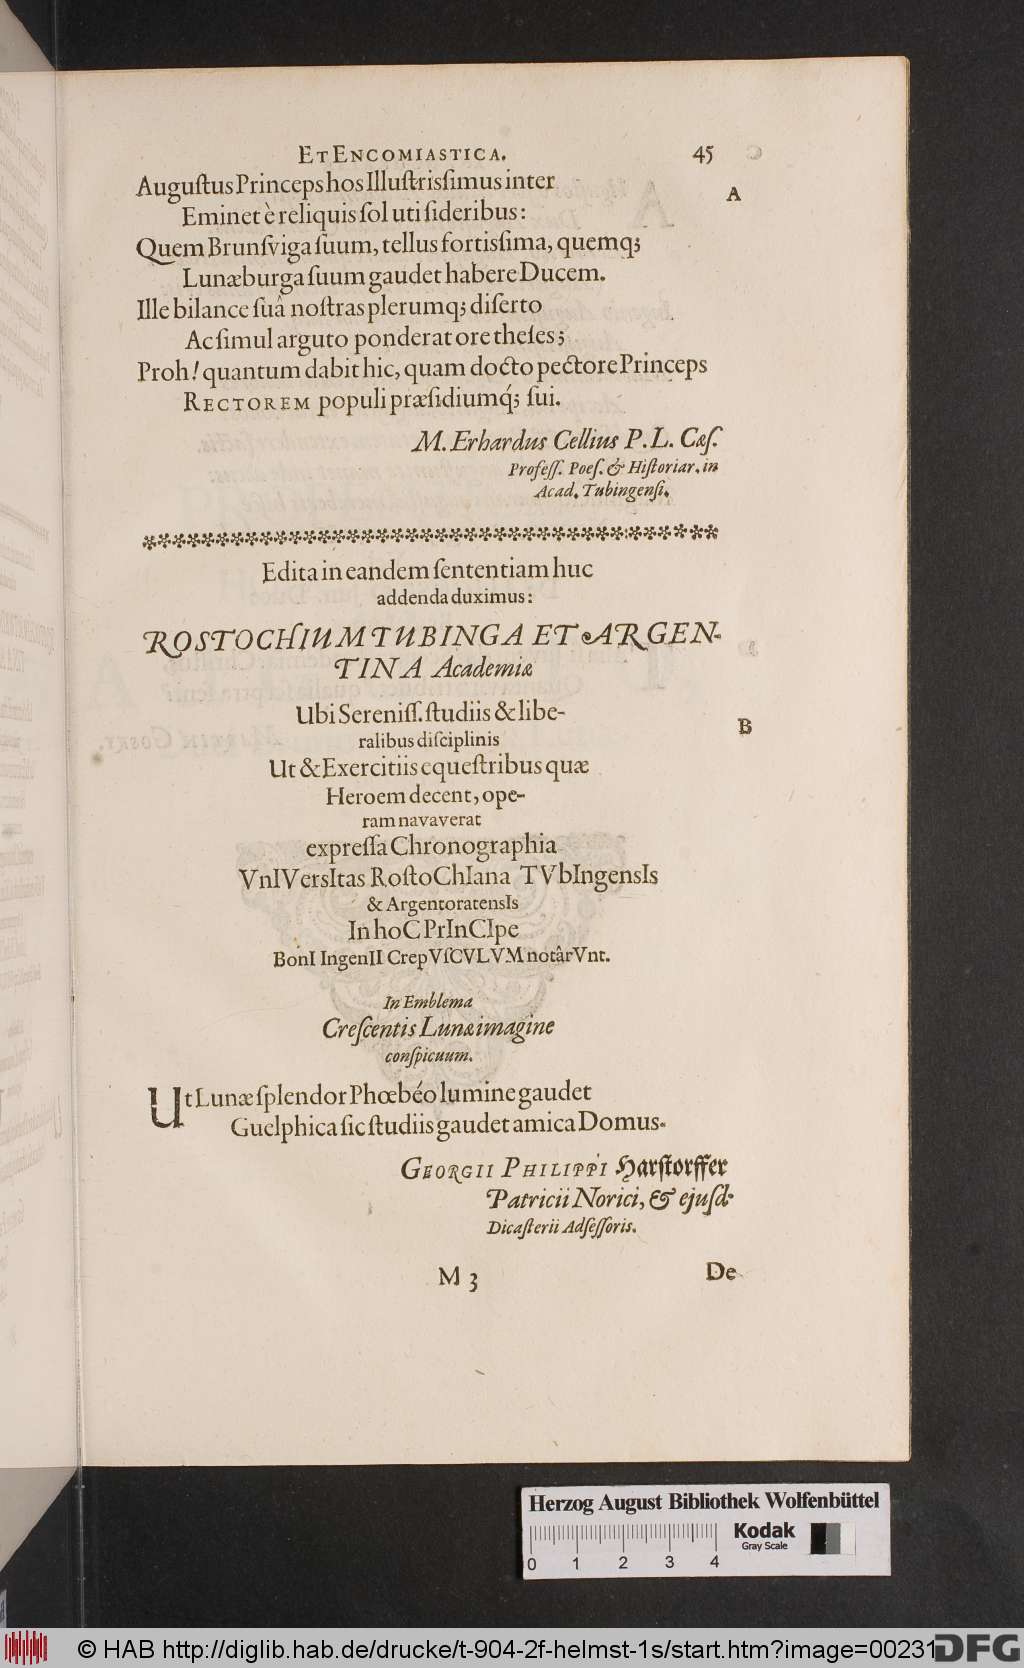 ET ENCOMIASTICA. 45
Auguſtus Princeps hos Illuſtrisſimus inter
A
Eminet è reliquis ſol uti ſideribus:
Quem Brunſviga ſuum, tellus fortisſima, quemq;
Lunæburga ſuum gaudet habere Ducem.
Ille bilance ſuâ noſtras plerumq; diſerto
Ac ſimul arguto ponderat ore theſes;
Proh! quantum dabit hic, quam docto pectore Princeps
RECTOREM populi præſidiumq́; ſui.
M. Erhardus Cellius P. L. Cæſ.
Profeſſ. Poeſ. & Hiſtoriar. in
Acad. Tubingenſi.
Edita in eandem ſententiam huc
addenda duximus:
ROSTOCHIUM TUBINGA ET ARGEN-
TINA Academiæ
Ubi Sereniſſ. ſtudiis & libe-
B
ralibus diſciplinis
Ut & Exercitiis equeſtribus quæ
Heroem decent, ope-
ram navaverat
expreſſa Chronographia
VnIVersItas RoſtoChIana TVbIngensIs
& ArgentoratensIs
In hoC PrInCIpe
BonI IngenII CrepVſCVLVM notârVnt.
In Emblema
Creſcentis Lunæ imagine
conſpicuum.
Ut Lunæ ſplendor Phœbéo lumine gaudet
Guelphica ſic ſtudiis gaudet amica Domus.
GEORGII PHILIPPI Harſtorffer
Patricii Norici, & ejuſd.
Dicaſterii Adſeſſoris.
M 3 De
Herzog August Bibliothek Wolfenbüttel
Kodak
Gray Scale
0 1 2 3 4
© HAB http://diglib.hab.de/drucke/t-904-2f-helmst-1s/start.htm?image=00231
DFG